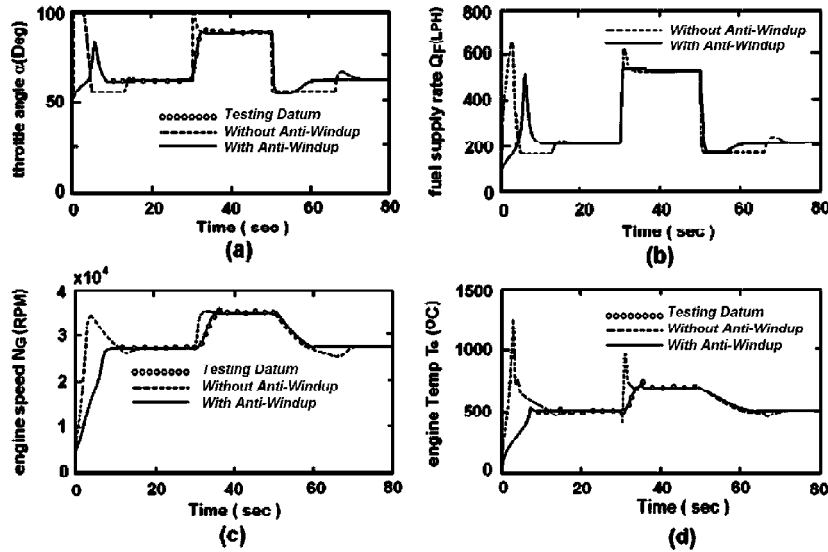 throttle angle α(Deg)
100
50
0
0
20
40
60
80
Testing Datum
Without Anti-Windup
With Anti-Windup
Time ( sec )
(a)
fuel supply rate QF(LPH)
800
600
400
200
0
0
20
40
60
80
Without Anti-Windup
With Anti-Windup
Time ( sec )
(b)
engine speed NG (RPM)
×10⁴
4
3
2
1
0
0
20
40
60
80
Testing Datum
Without Anti-Windup
With Anti-Windup
Time ( sec )
(c)
engine Temp T₆ (ºC)
1500
1000
500
0
0
20
40
60
80
Testing Datum
Without Anti-Windup
With Anti-Windup
Time ( sec )
(d)